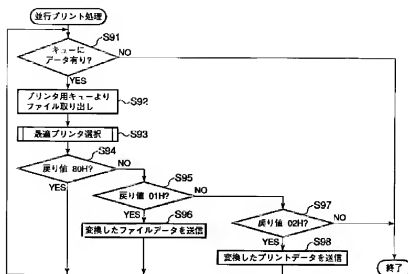 並行プリント処理
S91
キューに
データ有り?
NO
YES
プリンタ用キューより
ファイル取り出し
S92
最適プリンタ選択
S93
S94
戻り値 80H?
NO
YES
S95
戻り値 01H?
NO
YES
S96
変換したファイルデータを送信
S97
戻り値 02H?
NO
YES
S98
変換したプリントデータを送信
終了